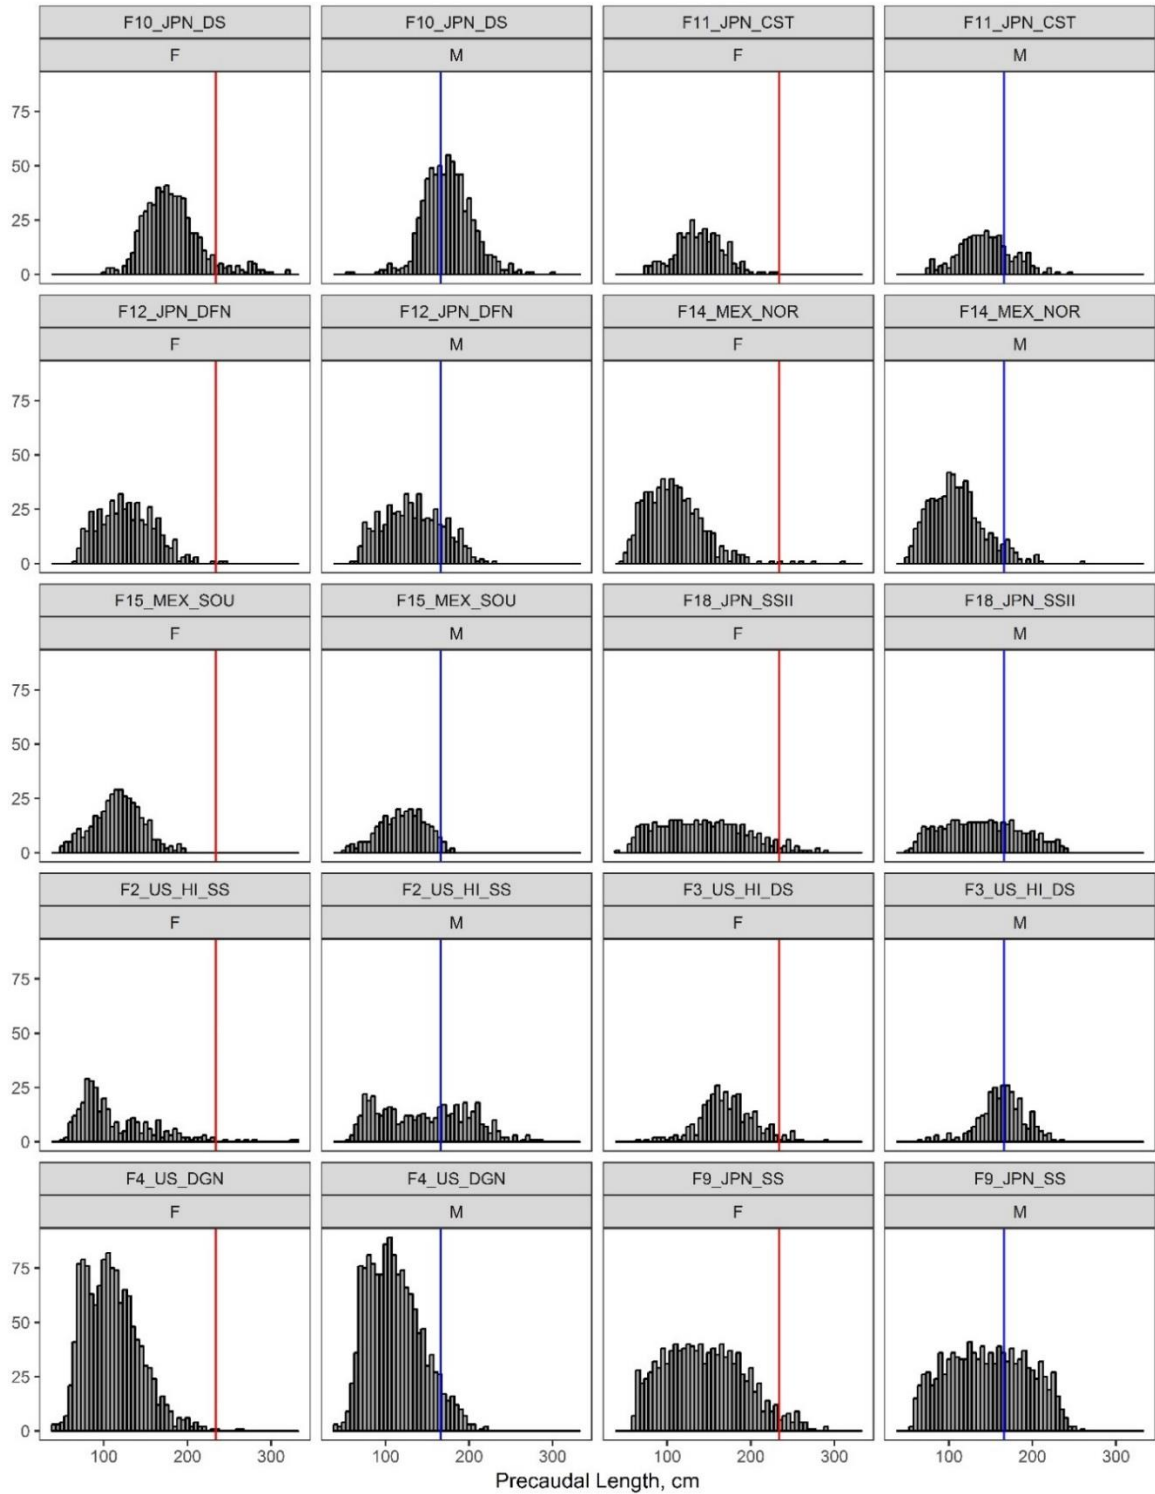 F10_JPN_DS F10_JPN_DS F11_JPN_CST F11_JPN_CST
F M F M
75
50
25
0
F12_JPN_DFN F12_JPN_DFN F14_MEX_NOR F14_MEX_NOR
F M F M
75
50
25
0
F15_MEX_SOU F15_MEX_SOU F18_JPN_SSII F18_JPN_SSII
F M F M
75
50
25
0
F2_US_HI_SS F2_US_HI_SS F3_US_HI_DS F3_US_HI_DS
F M F M
75
50
25
0
F4_US_DGN F4_US_DGN F9_JPN_SS F9_JPN_SS
F M F M
75
50
25
0
100 200 300 100 200 300 100 200 300 100 200 300
Precaudal Length, cm